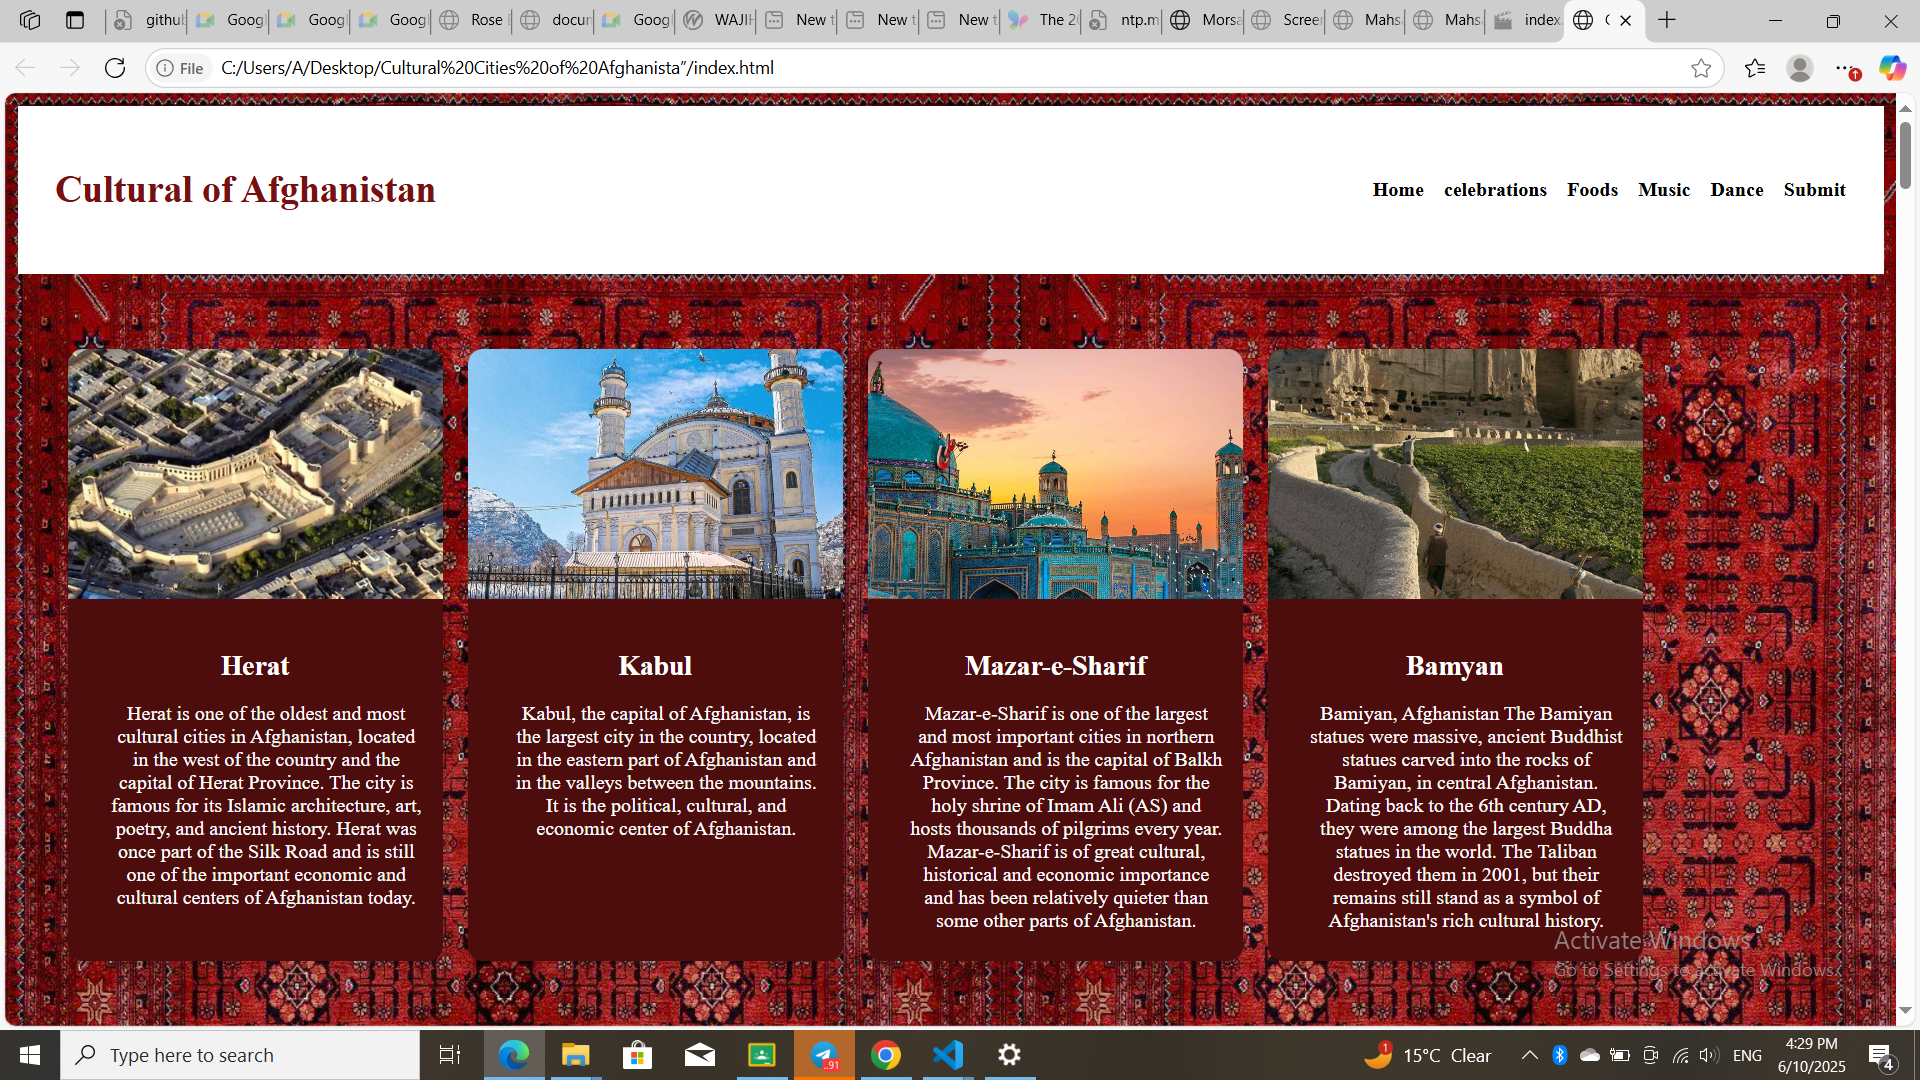 github
Goog
Goog
Goog
Rose
docun
Goog
WAJIH
New t
New t
New t
The 20
ntp.m
Morsa
Screen
Mahs
Mahs
index.
File
C:/Users/A/Desktop/Cultural%20Cities%20of%20Afghanista”/index.html
Cultural of Afghanistan
Home celebrations Foods Music Dance Submit
Herat
Herat is one of the oldest and most
cultural cities in Afghanistan, located
in the west of the country and the
capital of Herat Province. The city is
famous for its Islamic architecture, art,
poetry, and ancient history. Herat was
once part of the Silk Road and is still
one of the important economic and
cultural centers of Afghanistan today.
Kabul
Kabul, the capital of Afghanistan, is
the largest city in the country, located
in the eastern part of Afghanistan and
in the valleys between the mountains.
It is the political, cultural, and
economic center of Afghanistan.
Mazar-e-Sharif
Mazar-e-Sharif is one of the largest
and most important cities in northern
Afghanistan and is the capital of Balkh
Province. The city is famous for the
holy shrine of Imam Ali (AS) and
hosts thousands of pilgrims every year.
Mazar-e-Sharif is of great cultural,
historical and economic importance
and has been relatively quieter than
some other parts of Afghanistan.
Bamyan
Bamiyan, Afghanistan The Bamiyan
statues were massive, ancient Buddhist
statues carved into the rocks of
Bamiyan, in central Afghanistan.
Dating back to the 6th century AD,
they were among the largest Buddha
statues in the world. The Taliban
destroyed them in 2001, but their
remains still stand as a symbol of
Afghanistan's rich cultural history.
Activate Windows
Go to Settings to activate Windows.
Type here to search
..91
1
15°C Clear
ENG
4:29 PM
6/10/2025
4